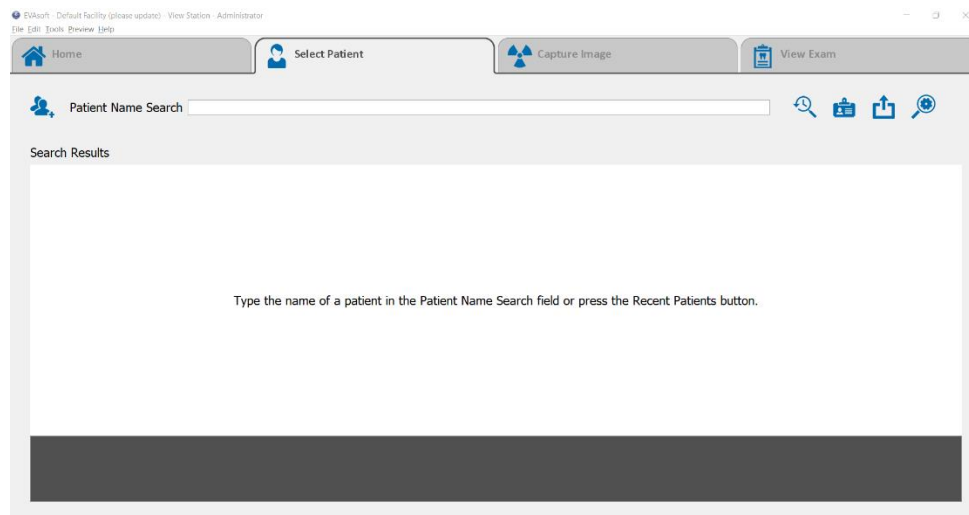 EVAsoft - Default Facility (please update) - View Station - Administrator
File Edit Tools Preview Help
Home Select Patient Capture Image View Exam
Patient Name Search
Search Results
Type the name of a patient in the Patient Name Search field or press the Recent Patients button.